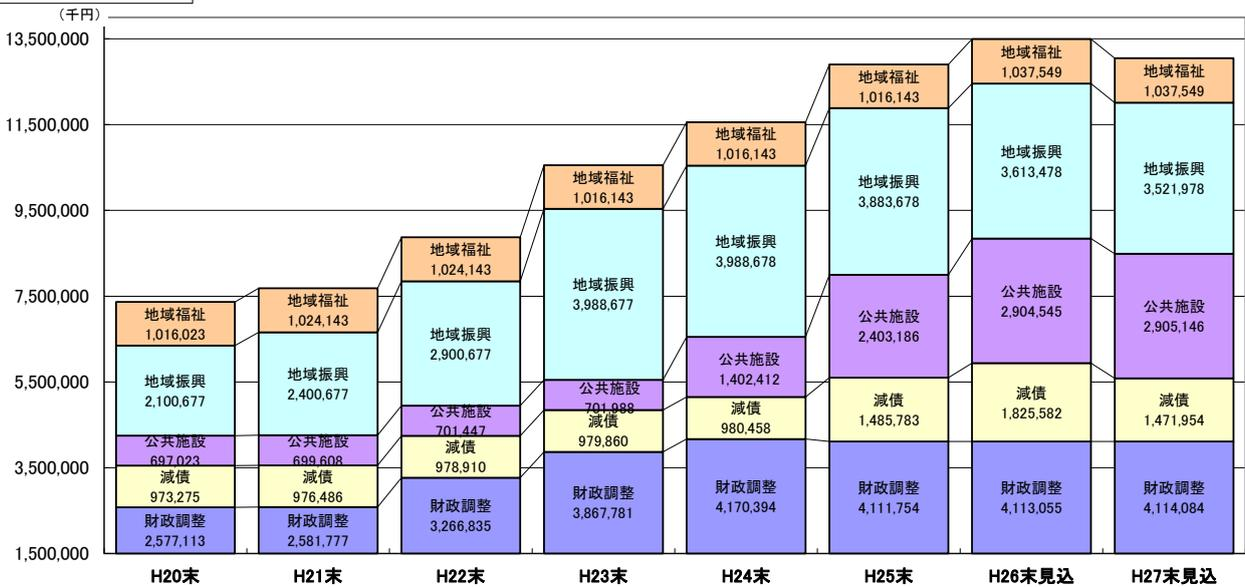 （千円）
13,500,000
11,500,000
9,500,000
7,500,000
5,500,000
3,500,000
1,500,000
地域福祉
1,016,023
地域振興
2,100,677
公共施設
697,023
減債
973,275
財政調整
2,577,113
H20末
地域福祉
1,024,143
地域振興
2,400,677
公共施設
699,608
減債
976,486
財政調整
2,581,777
H21末
地域福祉
1,024,143
地域振興
2,900,677
公共施設
701,447
減債
978,910
財政調整
3,266,835
H22末
地域福祉
1,016,143
地域振興
3,988,677
公共施設
701,988
減債
979,860
財政調整
3,867,781
H23末
地域福祉
1,016,143
地域振興
3,988,678
公共施設
1,402,412
減債
980,458
財政調整
4,170,394
H24末
地域福祉
1,016,143
地域振興
3,883,678
公共施設
2,403,186
減債
1,485,783
財政調整
4,111,754
H25末
地域福祉
1,037,549
地域振興
3,613,478
公共施設
2,904,545
減債
1,825,582
財政調整
4,113,055
H26末見込
地域福祉
1,037,549
地域振興
3,521,978
公共施設
2,905,146
減債
1,471,954
財政調整
4,114,084
H27末見込